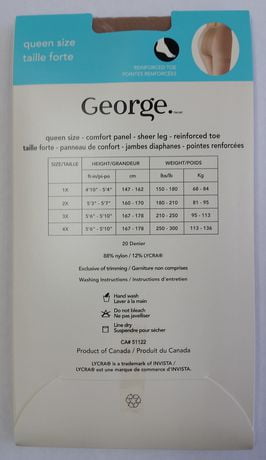 queen size
taille forte
REINFORCED TOE
POINTES RENFORCÉES
George.
queen size - comfort panel - sheer leg - reinforced toe
taille forte - panneau de confort - jambes diaphanes - pointes renforcées
SIZE/TAILLE HEIGHT/GRANDEUR WEIGHT/POIDS
ft in/pi-po cm lbs/lb Kg
1X 4'10" - 5'4" 147 - 162 150 - 180 68 - 84
2X 5'3" - 5'7" 160 - 170 180 - 210 81 - 95
3X 5'6" - 5'10" 167 - 178 210 - 250 95 - 113
4X 5'6" - 5'10" 167 - 178 250 - 300 113 - 136
20 Denier
88% nylon / 12% LYCRA®
Exclusive of trimming / Garniture non comprises
Washing Instructions / Instructions d'entretien
Hand wash
Laver à la main
Do not bleach
Ne pas javelliser
Line dry
Suspendre pour sécher
CA# 51122
Product of Canada / Produit du Canada
LYCRA® is a trademark of INVISTA /
LYCRA® est une marque de commerce d'INVISTA.